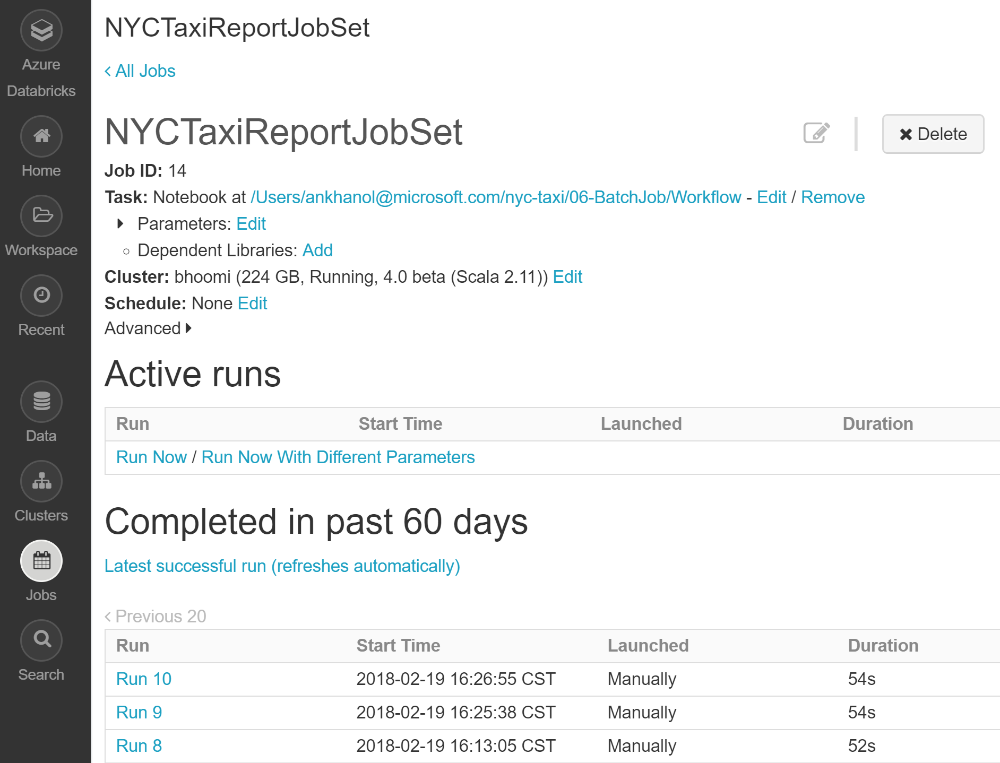 Azure
Databricks
Home
Workspace
Recent
Data
Clusters
Jobs
Search
NYCTaxiReportJobSet
‹ All Jobs
NYCTaxiReportJobSet
Delete
Job ID: 14
Task: Notebook at /Users/ankhanol@microsoft.com/nyc-taxi/06-BatchJob/Workflow - Edit / Remove
Parameters: Edit
Dependent Libraries: Add
Cluster: bhoomi (224 GB, Running, 4.0 beta (Scala 2.11)) Edit
Schedule: None Edit
Advanced
Active runs
Run Start Time Launched Duration
Run Now / Run Now With Different Parameters
Completed in past 60 days
Latest successful run (refreshes automatically)
‹ Previous 20
Run Start Time Launched Duration
Run 10 2018-02-19 16:26:55 CST Manually 54s
Run 9 2018-02-19 16:25:38 CST Manually 54s
Run 8 2018-02-19 16:13:05 CST Manually 52s